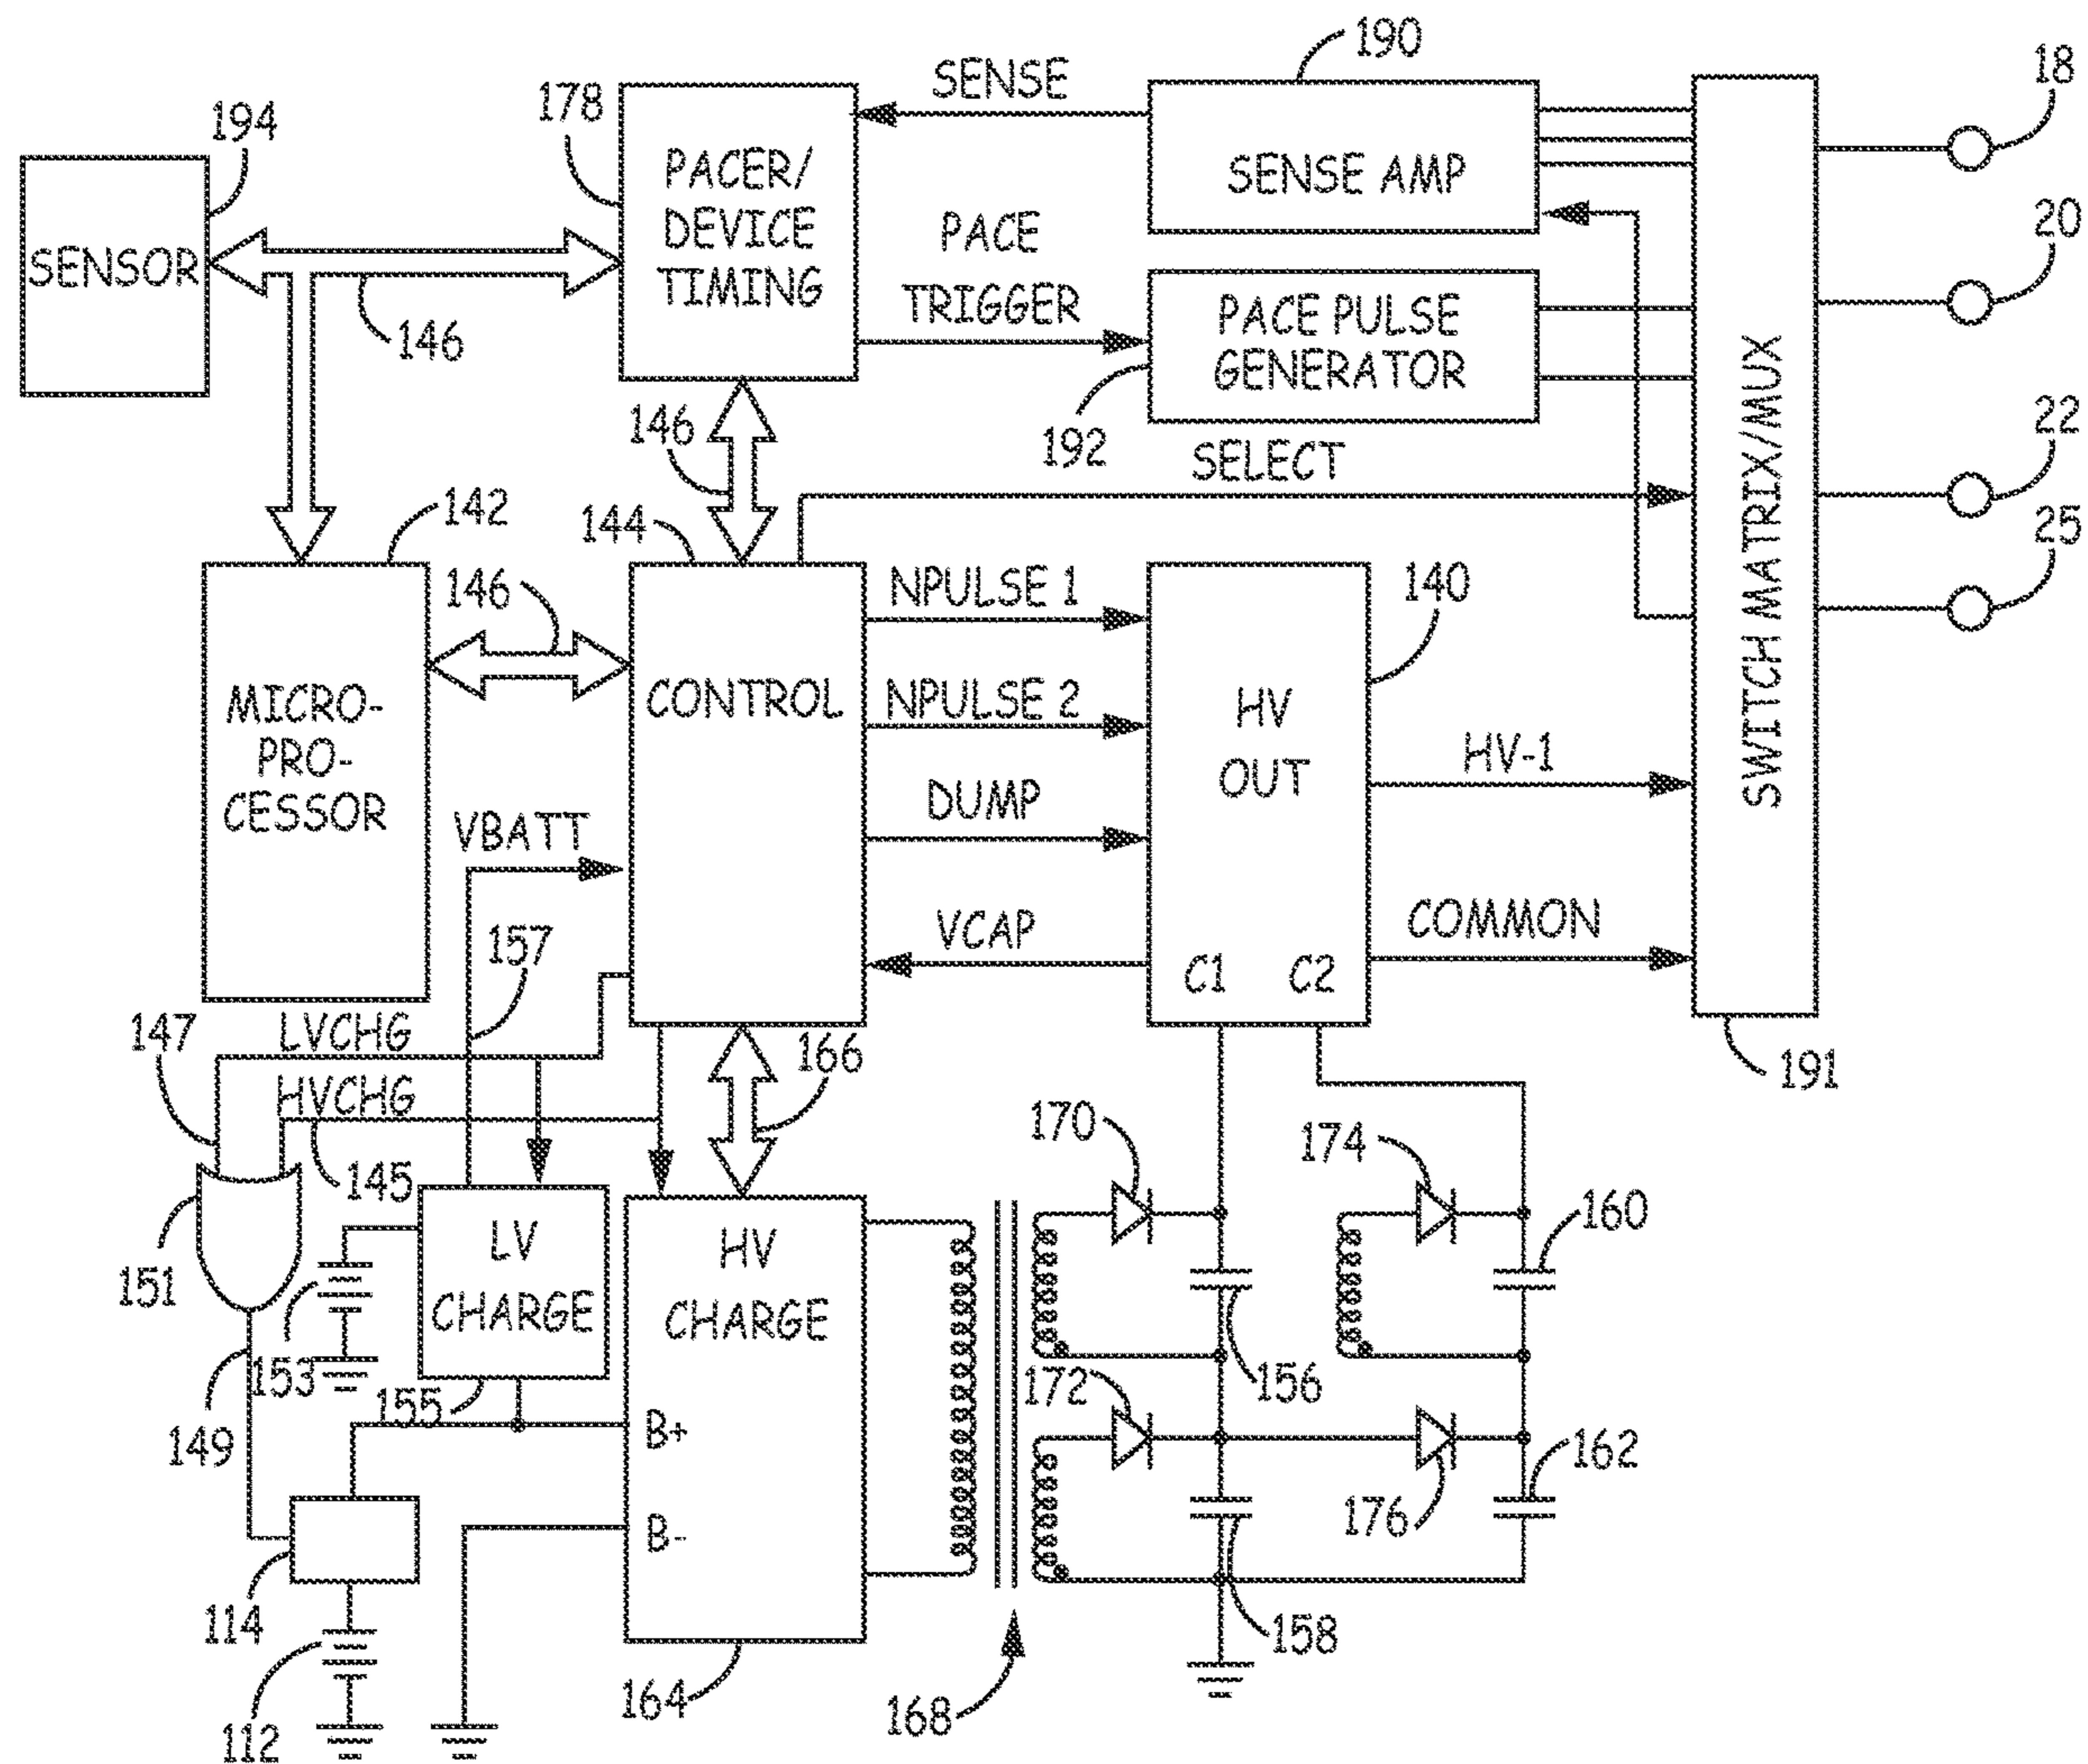 190
18
SENSE
178
194
PACER/
DEVICE
TIMING
SENSE AMP
20
SENSOR
PACE
TRIGGER
PACE PULSE
GENERATOR
146
146
192
SELECT
22
SWITCH MATRIX/MUX
142
144
25
146
NPULSE 1
140
MICRO-
PRO-
CESSOR
CONTROL
NPULSE 2
HV
OUT
HV-1
DUMP
VBATT
157
VCAP
COMMON
C1
C2
147
LVCHG
166
191
HVCHG
170
174
145
160
151
LV
CHARGE
HV
CHARGE
153
155
172
156
149
B+
162
176
B-
114
158
164
168
112